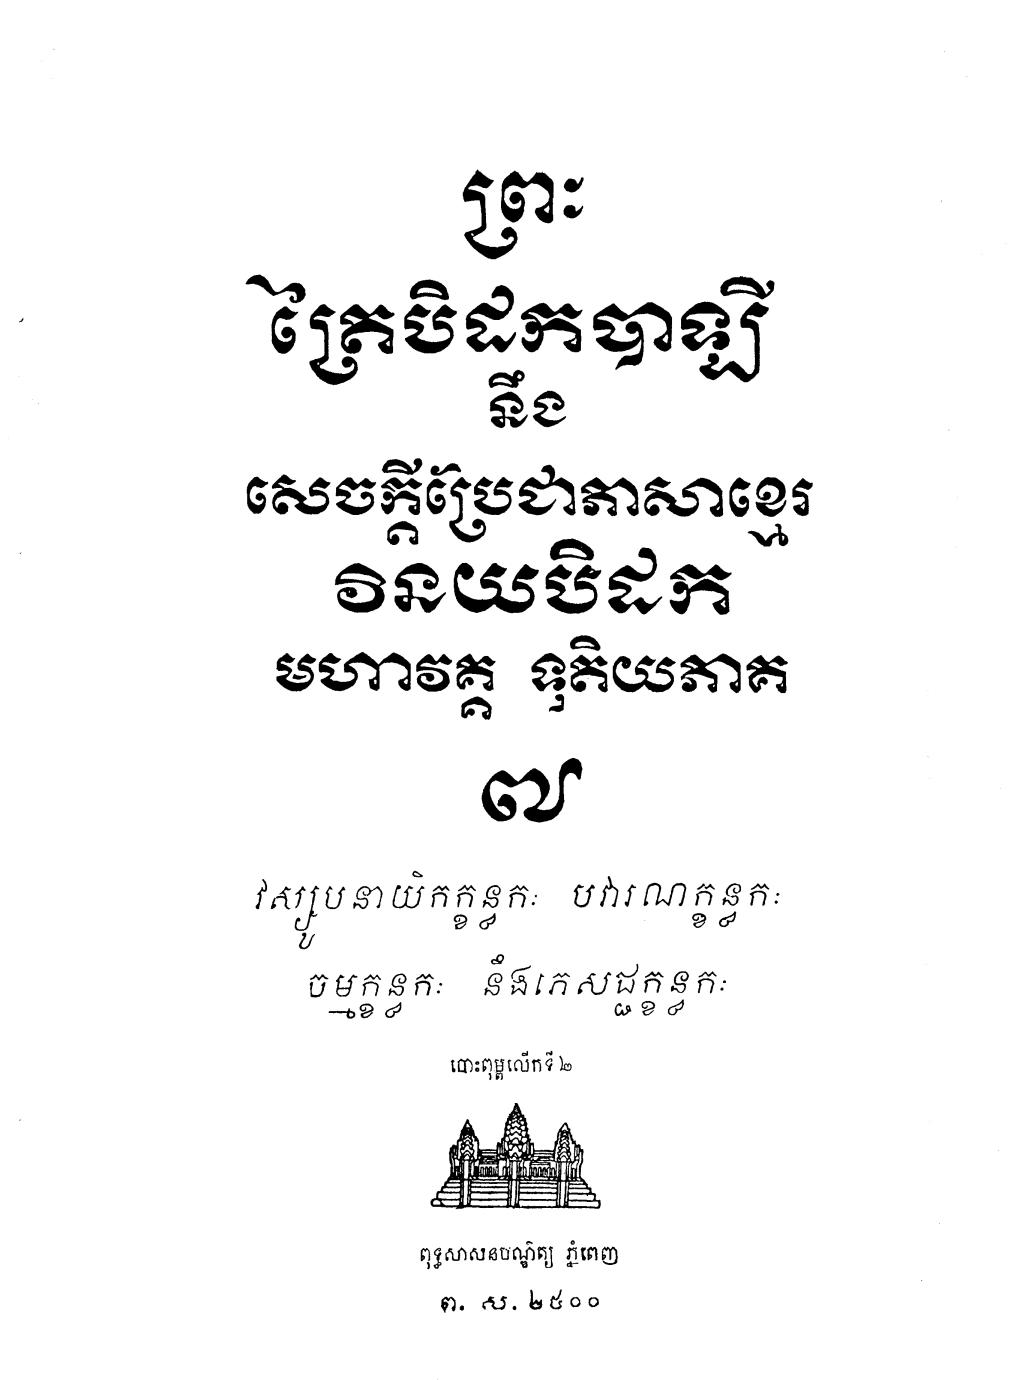 ព្រះ
ត្រៃបិដកបាឡី
នឹង
សេចក្ដីប្រែជាភាសាខ្មែរ
វិនយបិដក
មហាវគ្គ ទុតិយភាគ
៧
វស្សូបនាយិកក្ខន្ធកៈ បវារណក្ខន្ធកៈ
ចម្មក្ខន្ធកៈ នឹងភេសជ្ជក្ខន្ធកៈ
បោះពុម្ពលើកទី២
ពុទ្ធសាសនបណ្ឌិត្យ ភ្នំពេញ
ព. ស. ២៥០០